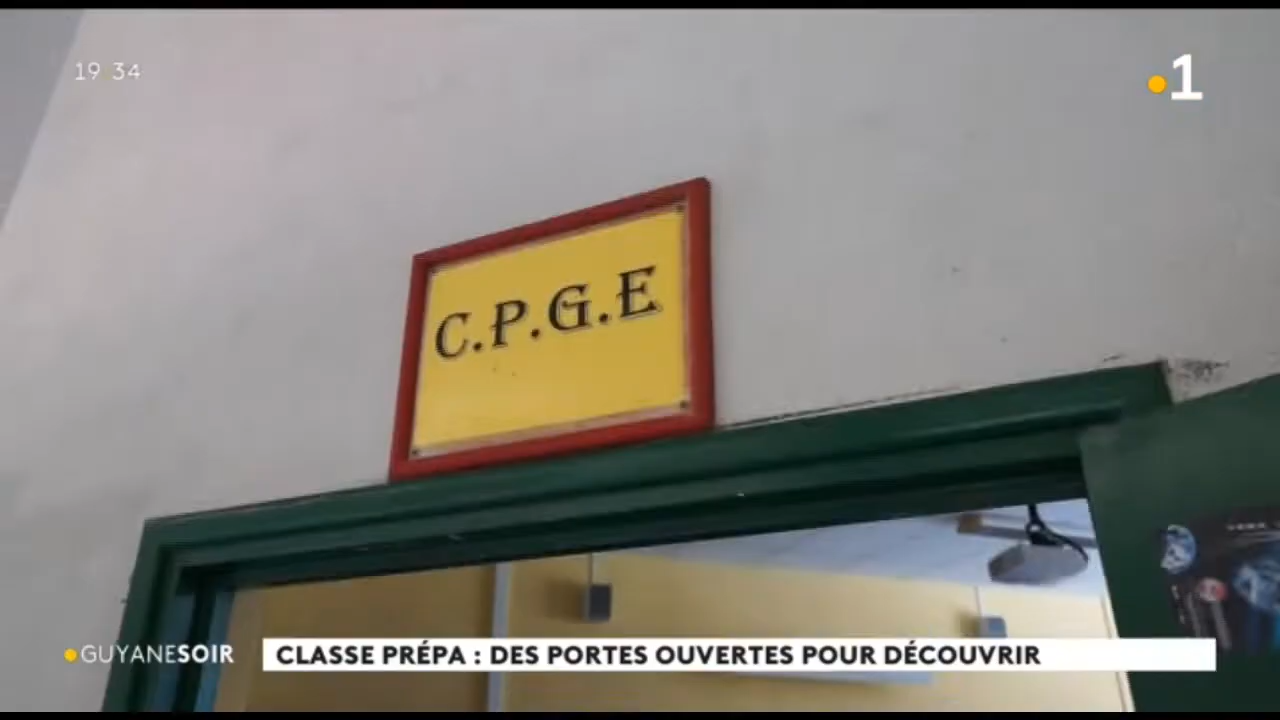 19 34
1
C.P.G.E
GUYANESOIR
CLASSE PRÉPA : DES PORTES OUVERTES POUR DÉCOUVRIR